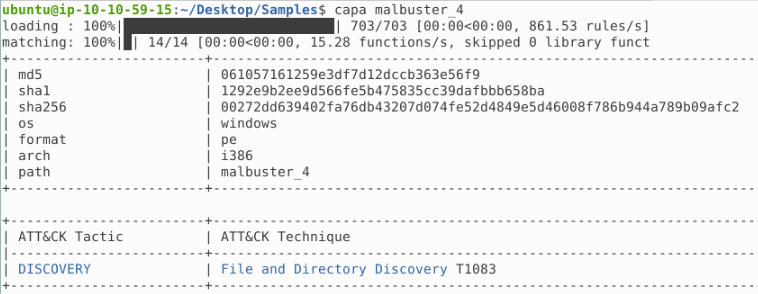 ubuntu@ip-10-10-59-15:~/Desktop/Samples$ capa malbuster_4
loading : 100%| | 703/703 [00:00<00:00, 861.53 rules/s]
matching: 100%| | 14/14 [00:00<00:00, 15.28 functions/s, skipped 0 library funct
| md5 | 061057161259e3df7d12dccb363e56f9
| sha1 | 1292e9b2ee9d566fe5b475835cc39dafbbb658ba
| sha256 | 00272dd639402fa76db43207d074fe52d4849e5d46008f786b944a789b09afc2
| os | windows
| format | pe
| arch | i386
| path | malbuster_4
| ATT&CK Tactic | ATT&CK Technique
| DISCOVERY | File and Directory Discovery T1083